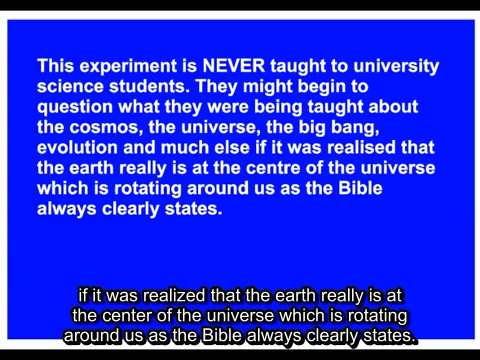 This experiment is NEVER taught to university
science students. They might begin to
question what they were being taught about
the cosmos, the universe, the big bang,
evolution and much else if it was realised that
the earth really is at the centre of the universe
which is rotating around us as the Bible
always clearly states.
if it was realized that the earth really is at
the center of the universe which is rotating
around us as the Bible always clearly states.